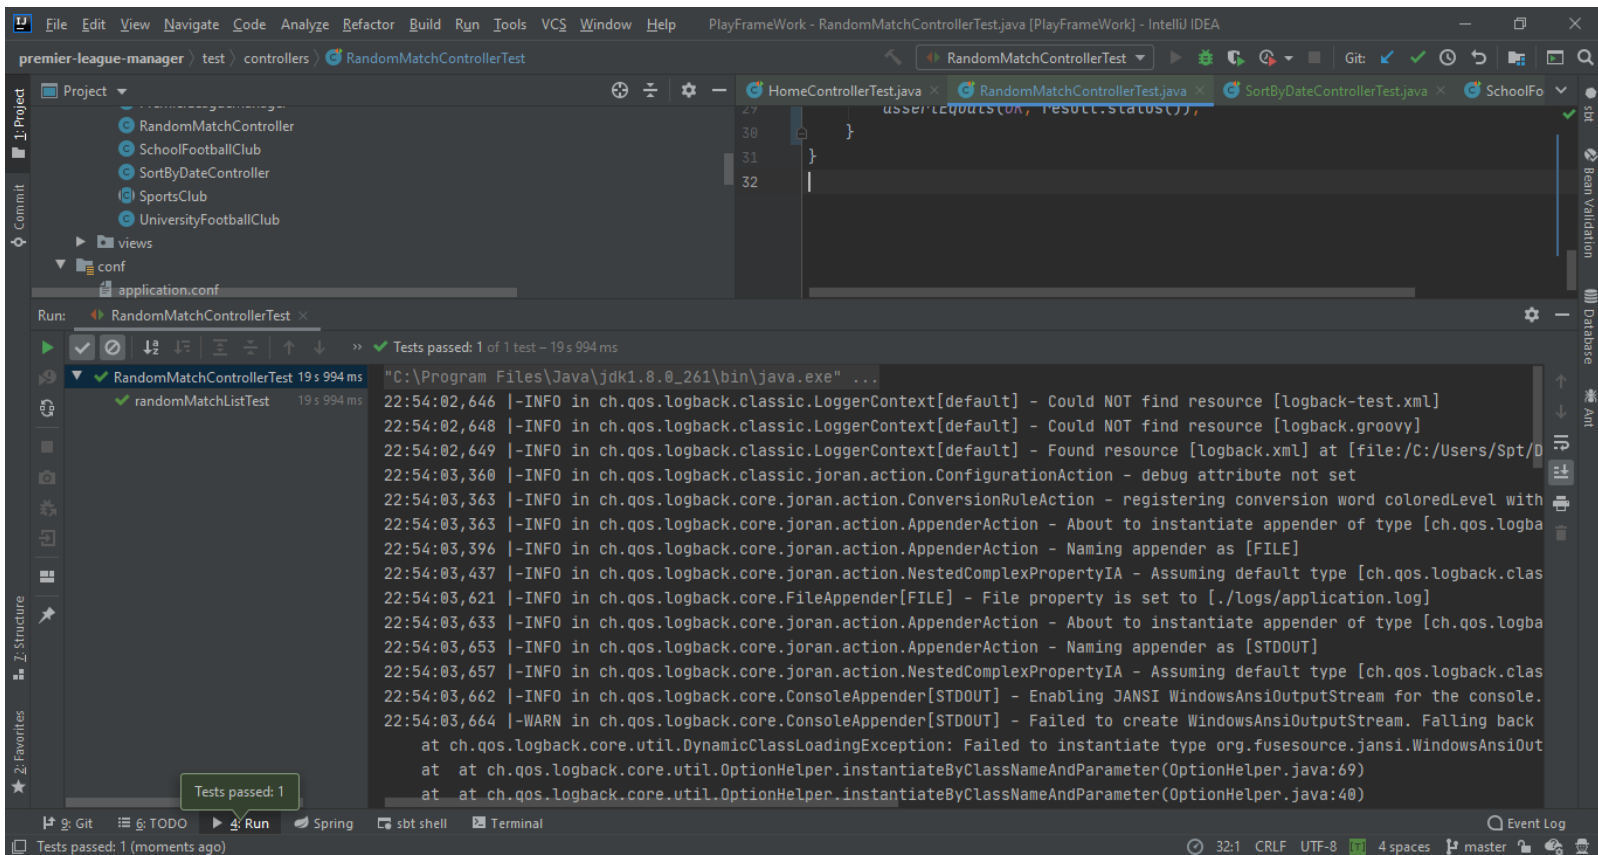 File Edit View Navigate Code Analyze Refactor Build Run Tools VCS Window Help PlayFrameWork - RandomMatchControllerTest.java [PlayFrameWork] - IntelliJ IDEA
premier-league-manager test controllers RandomMatchControllerTest RandomMatchControllerTest Git:
Project HomeControllerTest.java RandomMatchControllerTest.java SortByDateControllerTest.java SchoolFo
1: Project
Commit
7: Structure
2: Favorites
RandomMatchController
SchoolFootballClub
SortByDateController
SportsClub
UniversityFootballClub
views
conf
application.conf
29 assertEquals(OK, result.status());
30 }
31 }
32
sbt
Bean Validation
Database
Ant
Run: RandomMatchControllerTest
Tests passed: 1 of 1 test – 19 s 994 ms
RandomMatchControllerTest 19 s 994 ms
randomMatchListTest 19 s 994 ms
"C:\Program Files\Java\jdk1.8.0_261\bin\java.exe" ...
22:54:02,646 |-INFO in ch.qos.logback.classic.LoggerContext[default] - Could NOT find resource [logback-test.xml]
22:54:02,648 |-INFO in ch.qos.logback.classic.LoggerContext[default] - Could NOT find resource [logback.groovy]
22:54:02,649 |-INFO in ch.qos.logback.classic.LoggerContext[default] - Found resource [logback.xml] at [file:/C:/Users/Spt/D
22:54:03,360 |-INFO in ch.qos.logback.classic.joran.action.ConfigurationAction - debug attribute not set
22:54:03,363 |-INFO in ch.qos.logback.core.joran.action.ConversionRuleAction - registering conversion word coloredLevel with
22:54:03,363 |-INFO in ch.qos.logback.core.joran.action.AppenderAction - About to instantiate appender of type [ch.qos.logba
22:54:03,396 |-INFO in ch.qos.logback.core.joran.action.AppenderAction - Naming appender as [FILE]
22:54:03,437 |-INFO in ch.qos.logback.core.joran.action.NestedComplexPropertyIA - Assuming default type [ch.qos.logback.clas
22:54:03,621 |-INFO in ch.qos.logback.core.FileAppender[FILE] - File property is set to [./logs/application.log]
22:54:03,633 |-INFO in ch.qos.logback.core.joran.action.AppenderAction - About to instantiate appender of type [ch.qos.logba
22:54:03,653 |-INFO in ch.qos.logback.core.joran.action.AppenderAction - Naming appender as [STDOUT]
22:54:03,657 |-INFO in ch.qos.logback.core.joran.action.NestedComplexPropertyIA - Assuming default type [ch.qos.logback.clas
22:54:03,662 |-INFO in ch.qos.logback.core.ConsoleAppender[STDOUT] - Enabling JANSI WindowsAnsiOutputStream for the console.
22:54:03,664 |-WARN in ch.qos.logback.core.ConsoleAppender[STDOUT] - Failed to create WindowsAnsiOutputStream. Falling back
at ch.qos.logback.core.util.DynamicClassLoadingException: Failed to instantiate type org.fusesource.jansi.WindowsAnsiOut
at at ch.qos.logback.core.util.OptionHelper.instantiateByClassNameAndParameter(OptionHelper.java:69)
at at ch.qos.logback.core.util.OptionHelper.instantiateByClassNameAndParameter(OptionHelper.java:40)
Tests passed: 1
9: Git 6: TODO 4: Run Spring sbt shell Terminal Event Log
Tests passed: 1 (moments ago) 32:1 CRLF UTF-8 [T] 4 spaces master